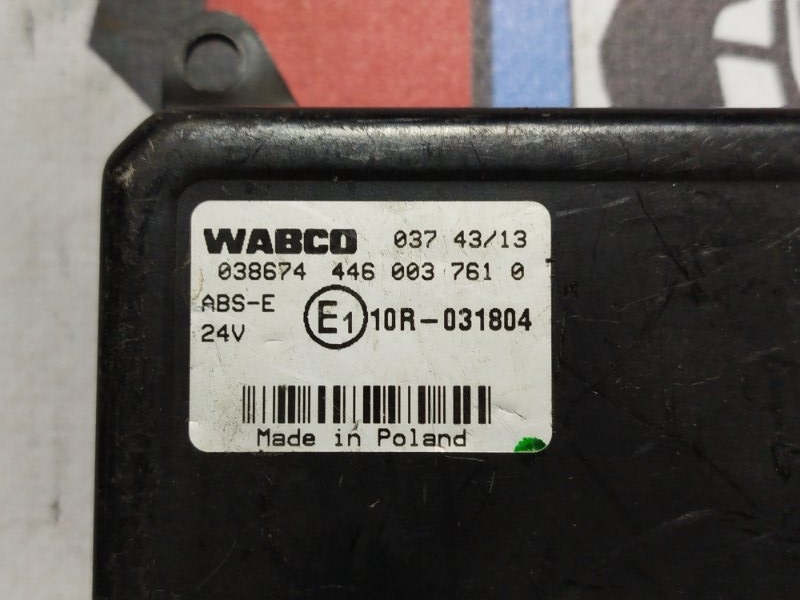 WABCO 037 43/13
038674 446 003 761 0
ABS-E
24V
E1 10R-031804
Made in Poland